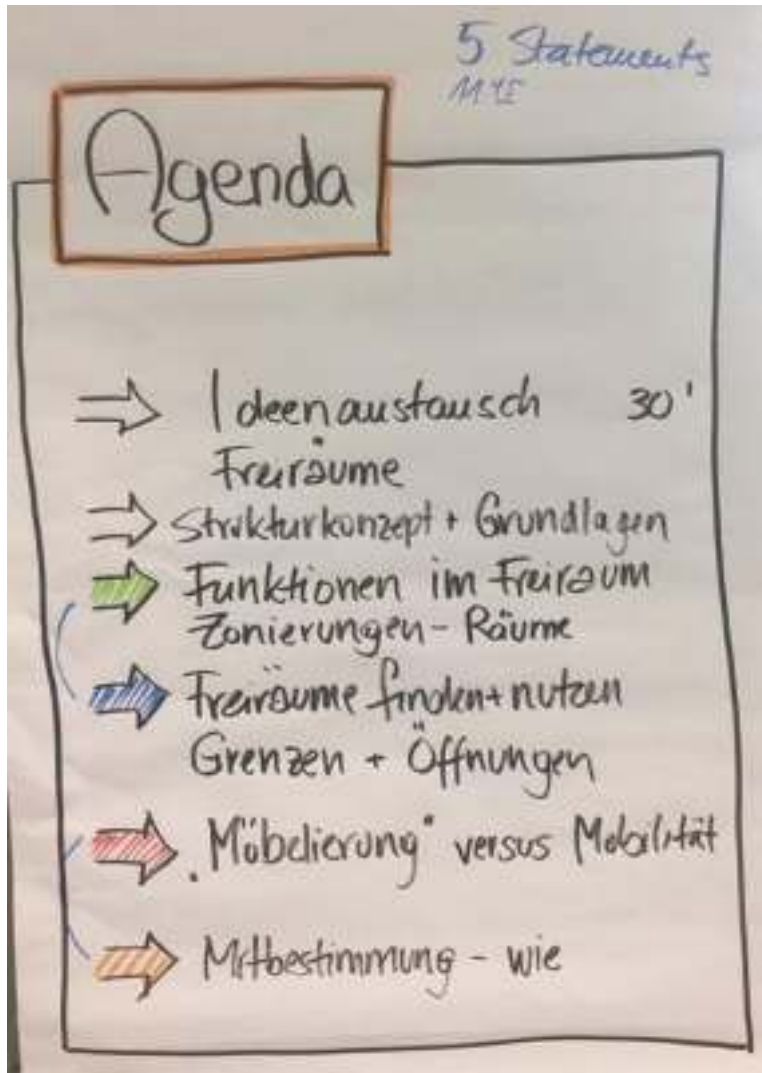 5 Statements
Agenda
Ideenaustausch 30'
Freiräume
Strukturkonzept + Grundlagen
Funktionen im Freiraum
Zonierungen - Räume
Freiräume finden + nutzen
Grenzen + Öffnungen
„Möbelierung“ versus Mobilität
Mitbestimmung - wie